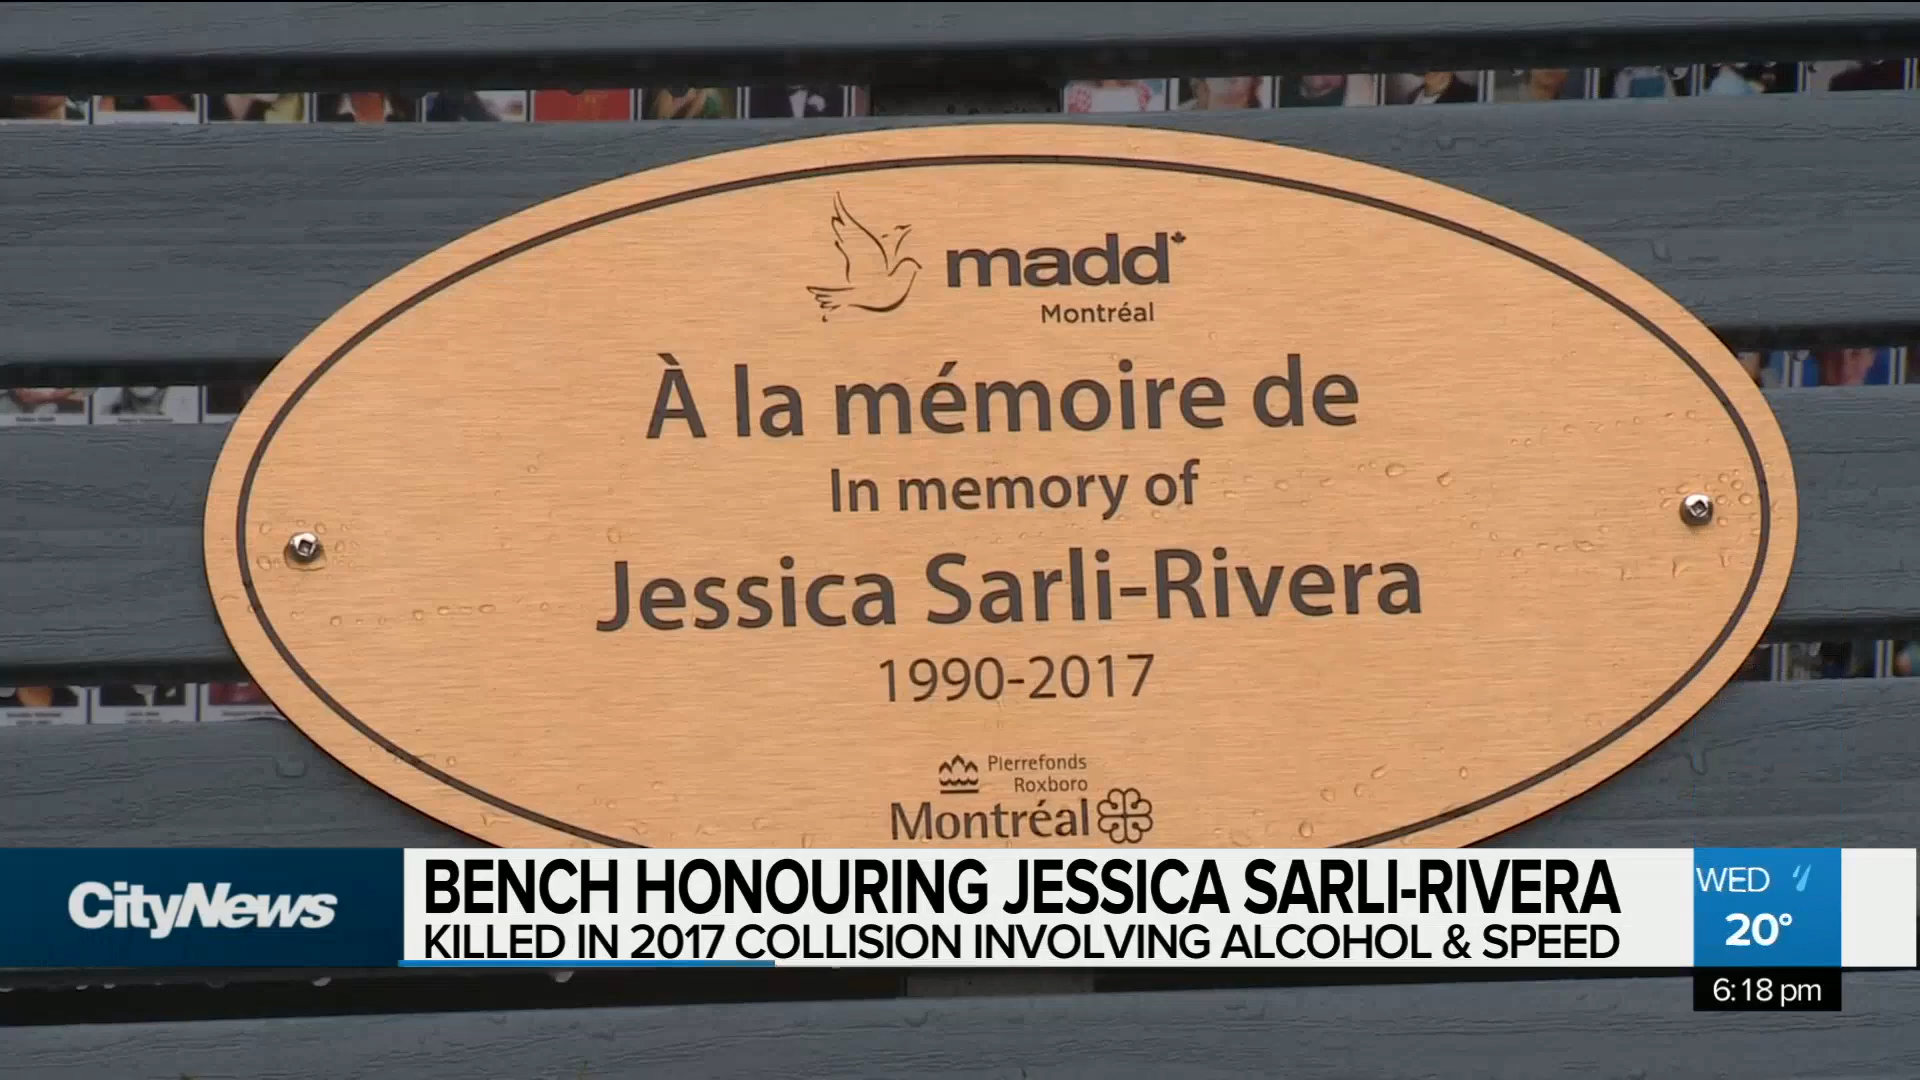 madd
Montréal
À la mémoire de
In memory of
Jessica Sarli-Rivera
1990-2017
Pierrefonds
Roxboro
Montréal
CityNews
BENCH HONOURING JESSICA SARLI-RIVERA
KILLED IN 2017 COLLISION INVOLVING ALCOHOL & SPEED
WED
20°
6:18 pm